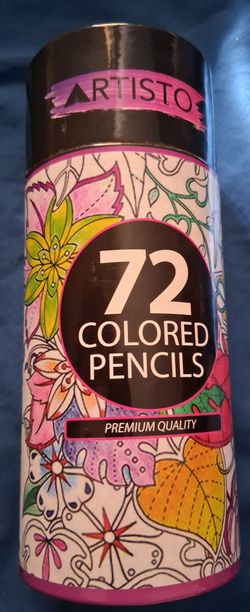 ARTISTO
72
COLORED
PENCILS
PREMIUM QUALITY